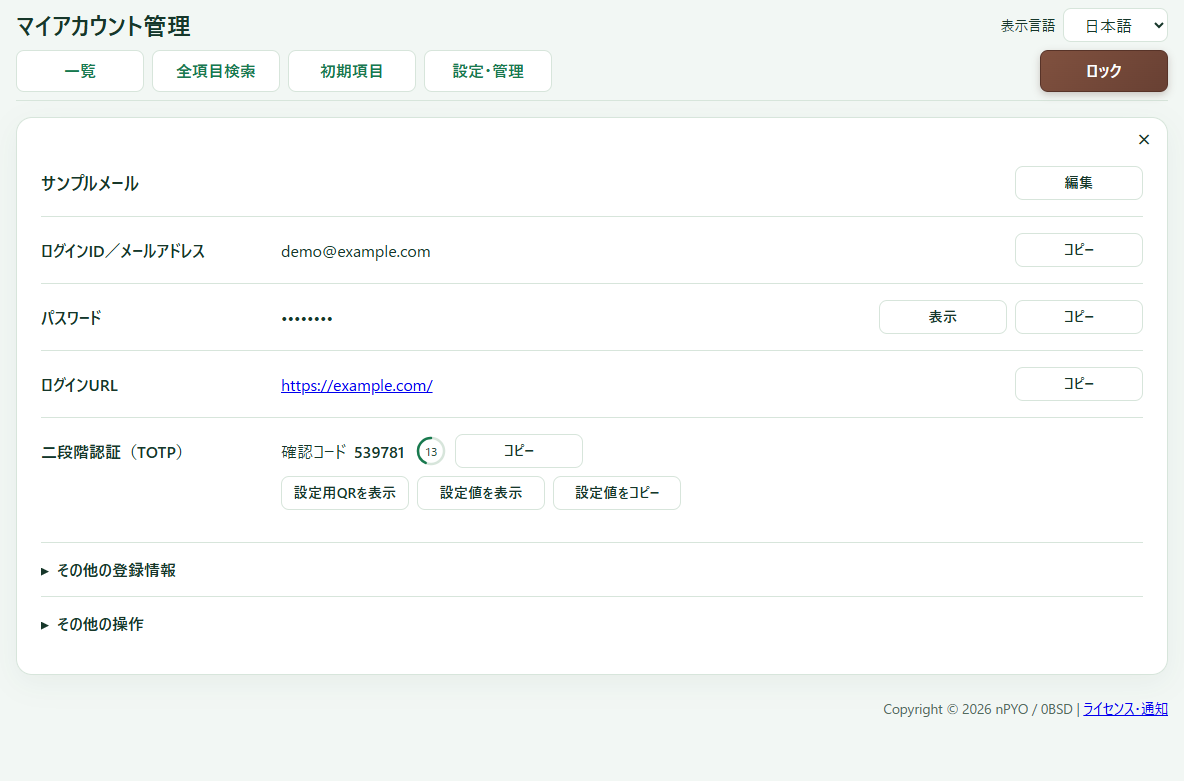 マイアカウント管理
表示言語 日本語
一覧 全項目検索 初期項目 設定・管理 ロック
×
サンプルメール 編集
ログインID／メールアドレス demo@example.com コピー
パスワード •••••••• 表示 コピー
ログインURL https://example.com/ コピー
二段階認証（TOTP） 確認コード 539781 13 コピー
設定用QRを表示 設定値を表示 設定値をコピー
▸ その他の登録情報
▸ その他の操作
Copyright © 2026 nPYO / 0BSD | ライセンス・通知